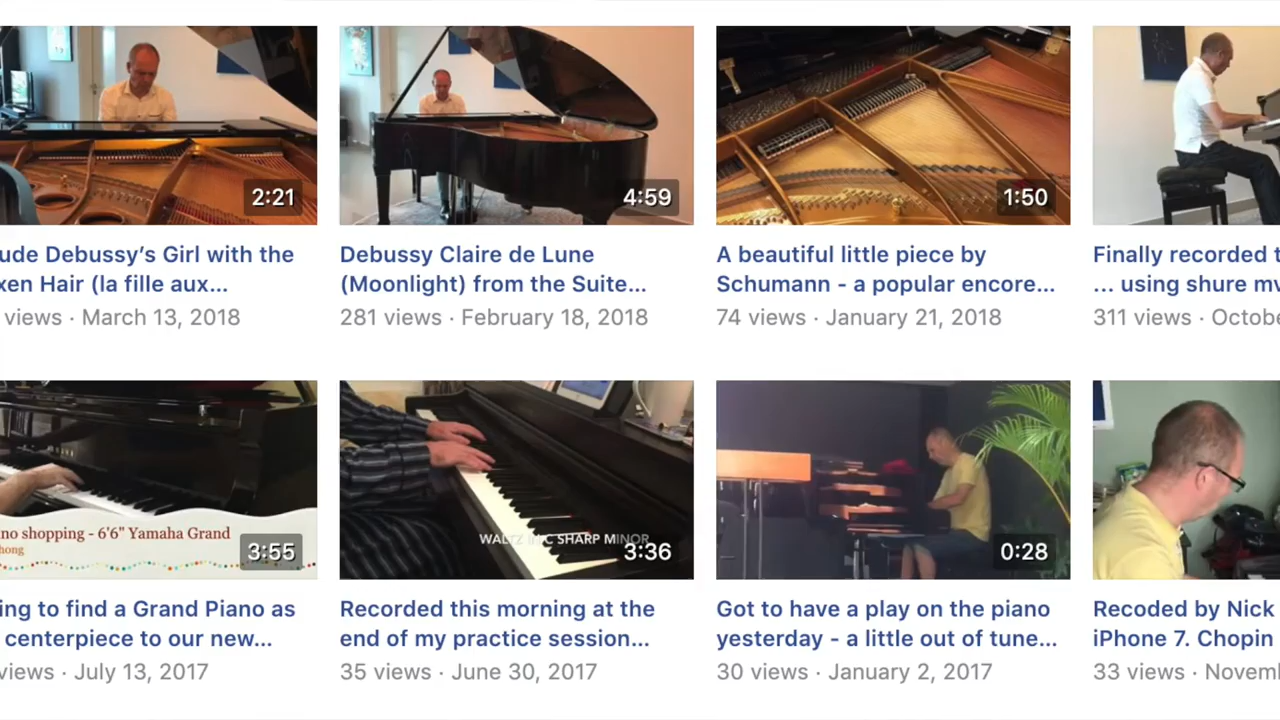 2:21
4:59
1:50
ude Debussy’s Girl with the
xen Hair (la fille aux...
views · March 13, 2018
Debussy Claire de Lune
(Moonlight) from the Suite...
281 views · February 18, 2018
A beautiful little piece by
Schumann - a popular encore...
74 views · January 21, 2018
Finally recorded t
... using shure mv
311 views · Octobe
no shopping - 6'6" Yamaha Grand
hong
3:55
WALTZ IN C SHARP MINOR
3:36
0:28
ing to find a Grand Piano as
centerpiece to our new...
views · July 13, 2017
Recorded this morning at the
end of my practice session...
35 views · June 30, 2017
Got to have a play on the piano
yesterday - a little out of tune...
30 views · January 2, 2017
Recoded by Nick
iPhone 7. Chopin
33 views · Novem